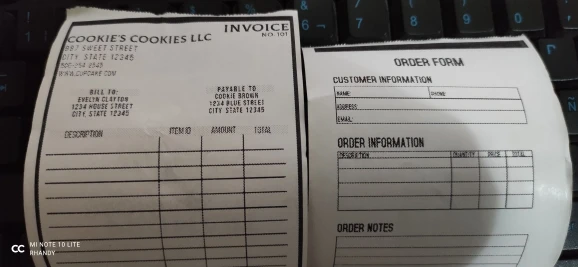 COOKIE'S COOKIES LLC
INVOICE
NO. 101
987 SWEET STREET
CITY STATE 12345
WWW.CUPCAKE.COM
BILL TO:
EVELYN CLAYTON
1234 HOUSE STREET
CITY, STATE 12345
PAYABLE TO
COOKIE BROWN
1234 BLUE STREET
CITY STATE 12345
DESCRIPTION ITEM ID AMOUNT TOTAL
ORDER FORM
CUSTOMER INFORMATION
NAME: PHONE:
ADDRESS:
EMAIL:
ORDER INFORMATION
DESCRIPTION QUANTITY PRICE TOTAL
ORDER NOTES
MI NOTE 10 LITE
RHANDY